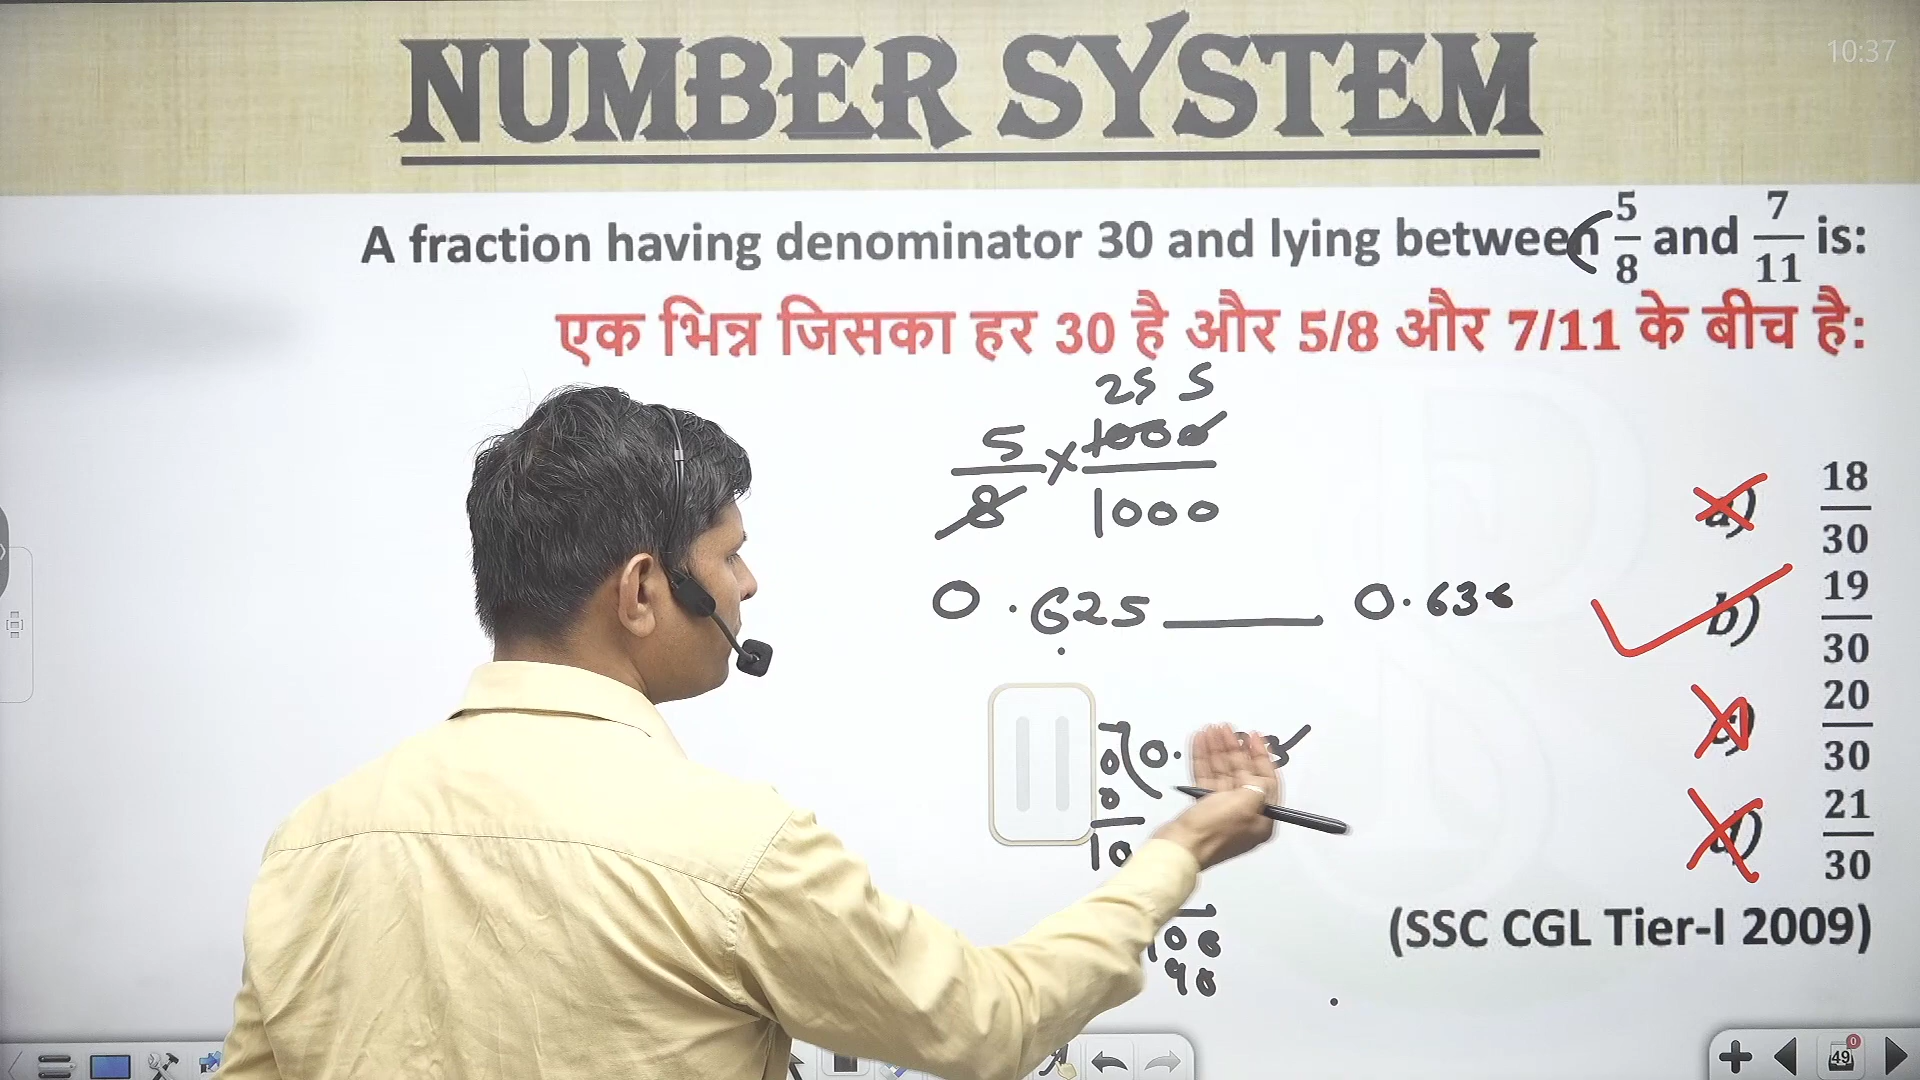 NUMBER SYSTEM
10:37
A fraction having denominator 30 and lying between 5/8 and 7/11 is:
एक भिन्न जिसका हर 30 है और 5/8 और 7/11 के बीच है:
25 5
5/8 × 1000/1000
0.625 0.636
a) 18/30
b) 19/30
c) 20/30
d) 21/30
(SSC CGL Tier-I 2009)
49
0